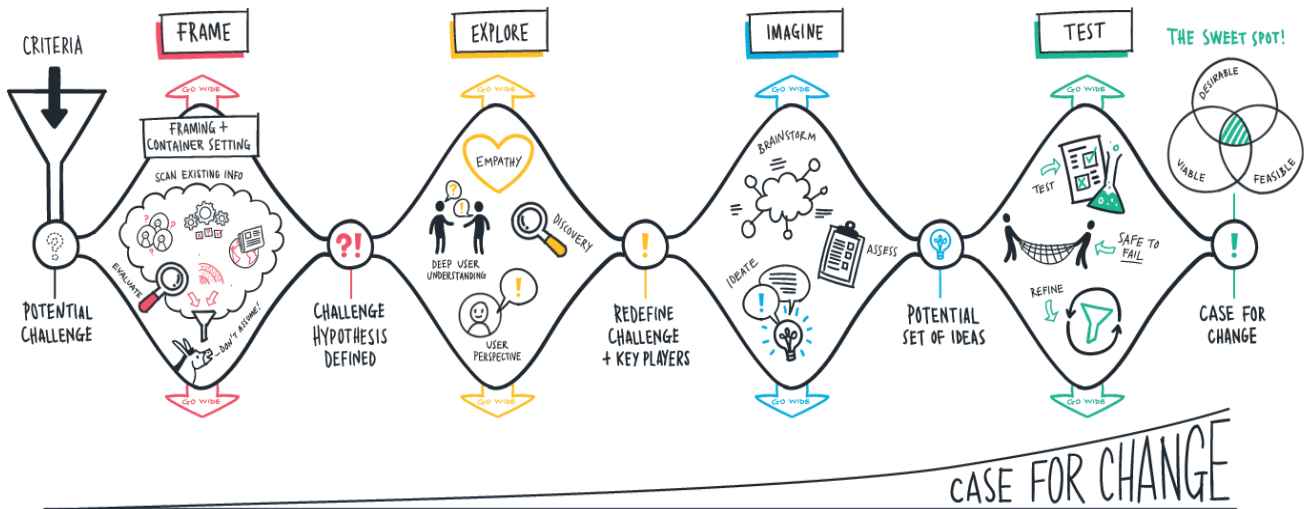 CRITERIA
FRAME
EXPLORE
IMAGINE
TEST
THE SWEET SPOT!
GO WIDE
GO WIDE
GO WIDE
GO WIDE
DESIRABLE
VIABLE
FEASIBLE
FRAMING +
CONTAINER SETTING
SCAN EXISTING INFO
?
?
?
EVALUATE
DON'T ASSUME!
EMPATHY
?
!
!
DEEP USER
UNDERSTANDING
DISCOVERY
!
USER
PERSPECTIVE
BRAINSTORM
ASSESS
IDEATE
!
TEST
SAFE TO
FAIL
REFINE
?
POTENTIAL
CHALLENGE
?!
CHALLENGE
HYPOTHESIS
DEFINED
!
REDEFINE
CHALLENGE
+ KEY PLAYERS
POTENTIAL
SET OF IDEAS
!
CASE FOR
CHANGE
GO WIDE
GO WIDE
GO WIDE
GO WIDE
CASE FOR CHANGE